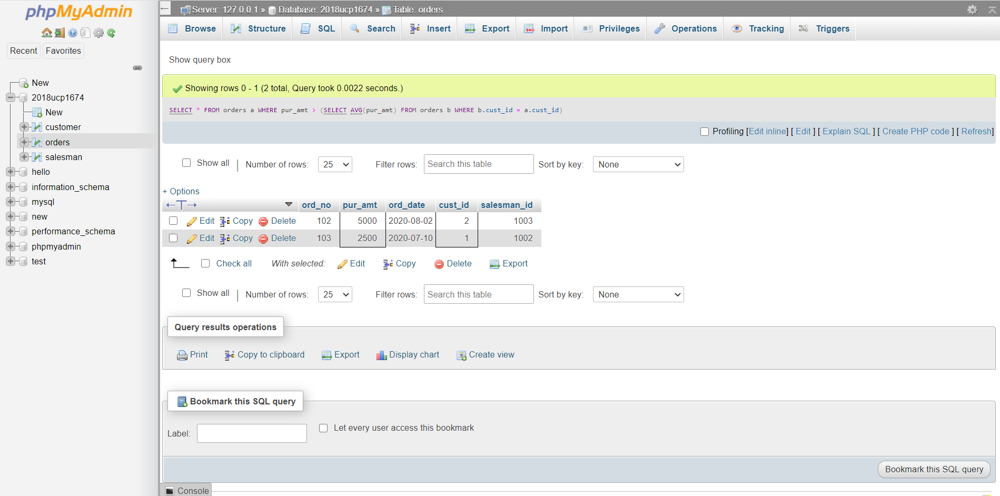 phpMyAdmin
Recent Favorites
New
2018ucp1674
New
customer
orders
salesman
hello
information_schema
mysql
new
performance_schema
phpmyadmin
test
Server: 127.0.0.1 » Database: 2018ucp1674 » Table: orders
Browse Structure SQL Search Insert Export Import Privileges Operations Tracking Triggers
Show query box
Showing rows 0 - 1 (2 total, Query took 0.0022 seconds.)
SELECT * FROM orders a WHERE pur_amt > (SELECT AVG(pur_amt) FROM orders b WHERE b.cust_id = a.cust_id)
Profiling [Edit inline] [ Edit ] [ Explain SQL ] [ Create PHP code ] [ Refresh]
Show all | Number of rows: 25 Filter rows: Search this table Sort by key: None
+ Options
←T→ ord_no pur_amt ord_date cust_id salesman_id
Edit Copy Delete 102 5000 2020-08-02 2 1003
Edit Copy Delete 103 2500 2020-07-10 1 1002
Check all With selected: Edit Copy Delete Export
Show all | Number of rows: 25 Filter rows: Search this table Sort by key: None
Query results operations
Print Copy to clipboard Export Display chart Create view
Bookmark this SQL query
Label: Let every user access this bookmark
Bookmark this SQL query
Console